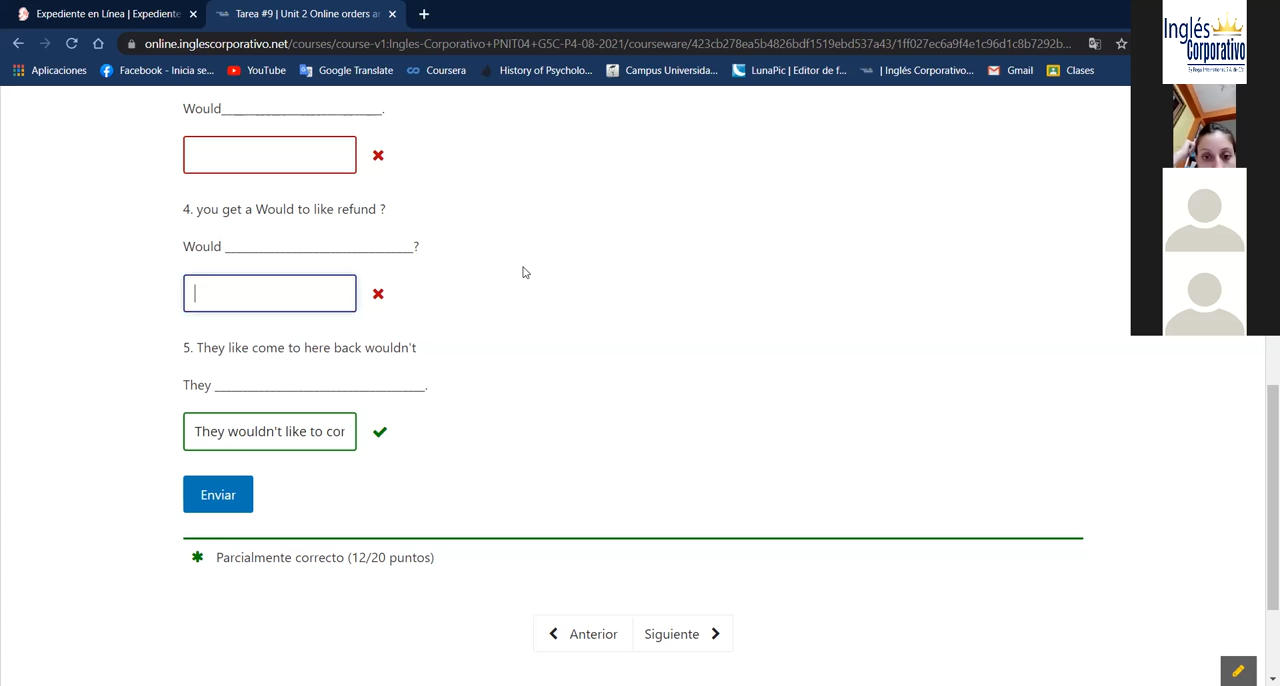 Expediente en Línea | Expediente
Tarea #9 | Unit 2 Online orders ar
online.inglescorporativo.net/courses/course-v1:Ingles-Corporativo+PNIT04+G5C-P4-08-2021/courseware/423cb278ea5b4826bdf1519ebd537a43/1ff027ec6a9f4e1c96d1c8b7292b...
Aplicaciones
Facebook - Inicia se...
YouTube
Google Translate
Coursera
History of Psycholo...
Campus Universida...
LunaPic | Editor de f...
| Inglés Corporativo...
Gmail
Clases
Inglés
Corporativo
Would______________________.
4. you get a Would to like refund ?
Would __________________________?
5. They like come to here back wouldn't
They _____________________________.
They wouldn't like to cor
Enviar
Parcialmente correcto (12/20 puntos)
Anterior
Siguiente